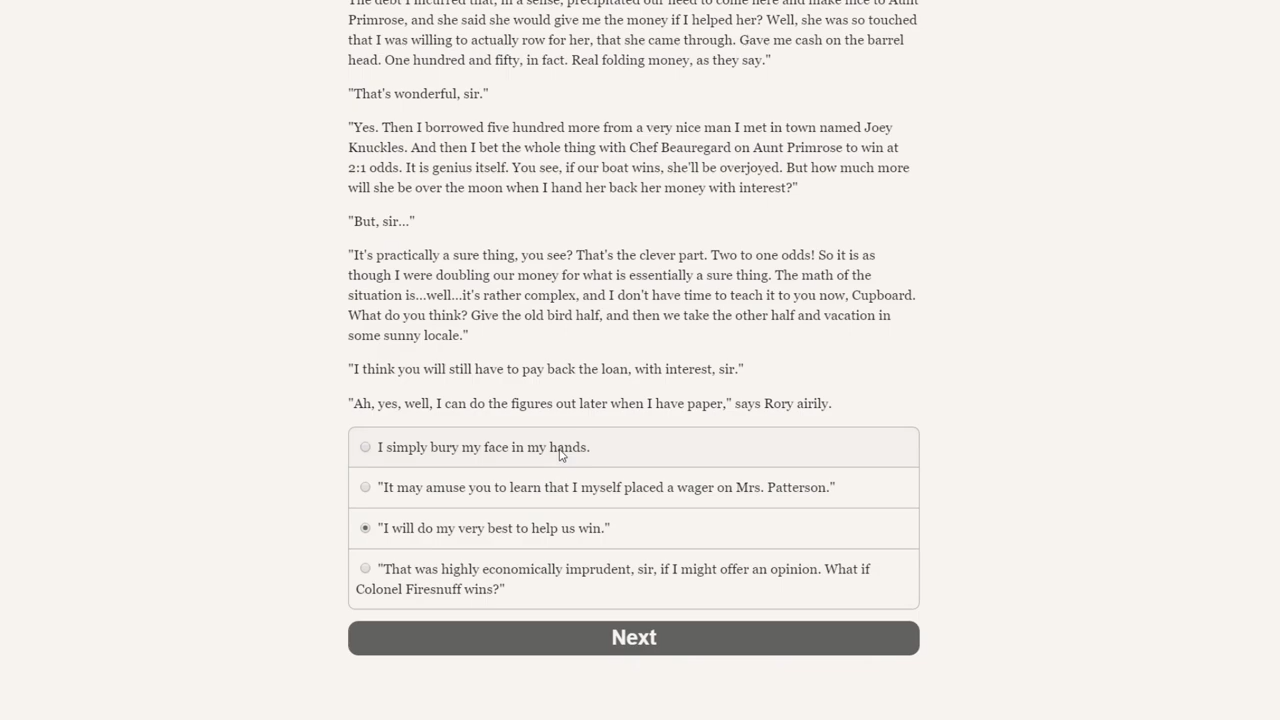 The debt I incurred that, in a sense, precipitated our need to come here and make nice to Aunt
Primrose, and she said she would give me the money if I helped her? Well, she was so touched
that I was willing to actually row for her, that she came through. Gave me cash on the barrel
head. One hundred and fifty, in fact. Real folding money, as they say."
"That's wonderful, sir."
"Yes. Then I borrowed five hundred more from a very nice man I met in town named Joey
Knuckles. And then I bet the whole thing with Chef Beauregard on Aunt Primrose to win at
2:1 odds. It is genius itself. You see, if our boat wins, she'll be overjoyed. But how much more
will she be over the moon when I hand her back her money with interest?"
"But, sir..."
"It's practically a sure thing, you see? That's the clever part. Two to one odds! So it is as
though I were doubling our money for what is essentially a sure thing. The math of the
situation is...well...it's rather complex, and I don't have time to teach it to you now, Cupboard.
What do you think? Give the old bird half, and then we take the other half and vacation in
some sunny locale."
"I think you will still have to pay back the loan, with interest, sir."
"Ah, yes, well, I can do the figures out later when I have paper," says Rory airily.
I simply bury my face in my hands.
"It may amuse you to learn that I myself placed a wager on Mrs. Patterson."
"I will do my very best to help us win."
"That was highly economically imprudent, sir, if I might offer an opinion. What if
Colonel Firesnuff wins?"
Next